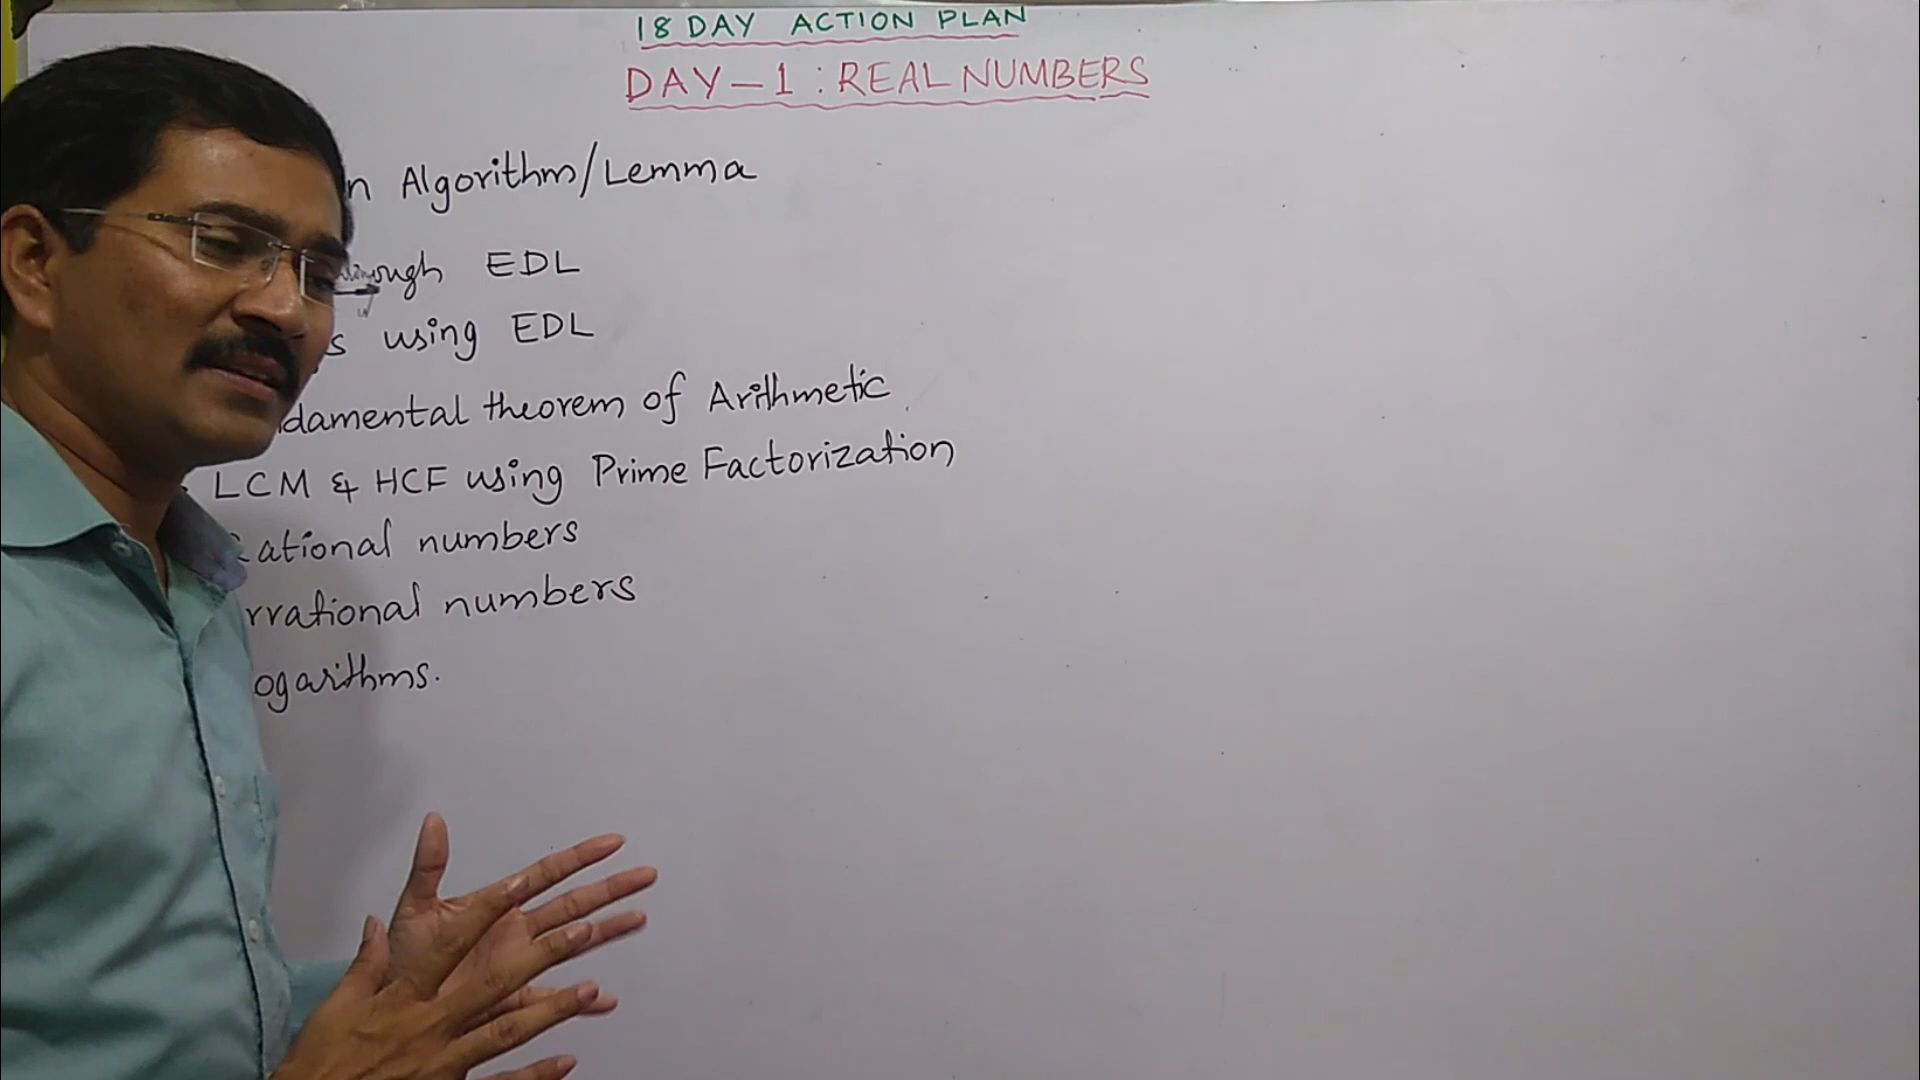 18 DAY ACTION PLAN
DAY – 1 : REAL NUMBERS
n Algorithm/Lemma
EDL
s using EDL
damental theorem of Arithmetic
LCM & HCF using Prime Factorization
ational numbers
rrational numbers
ogarithms.